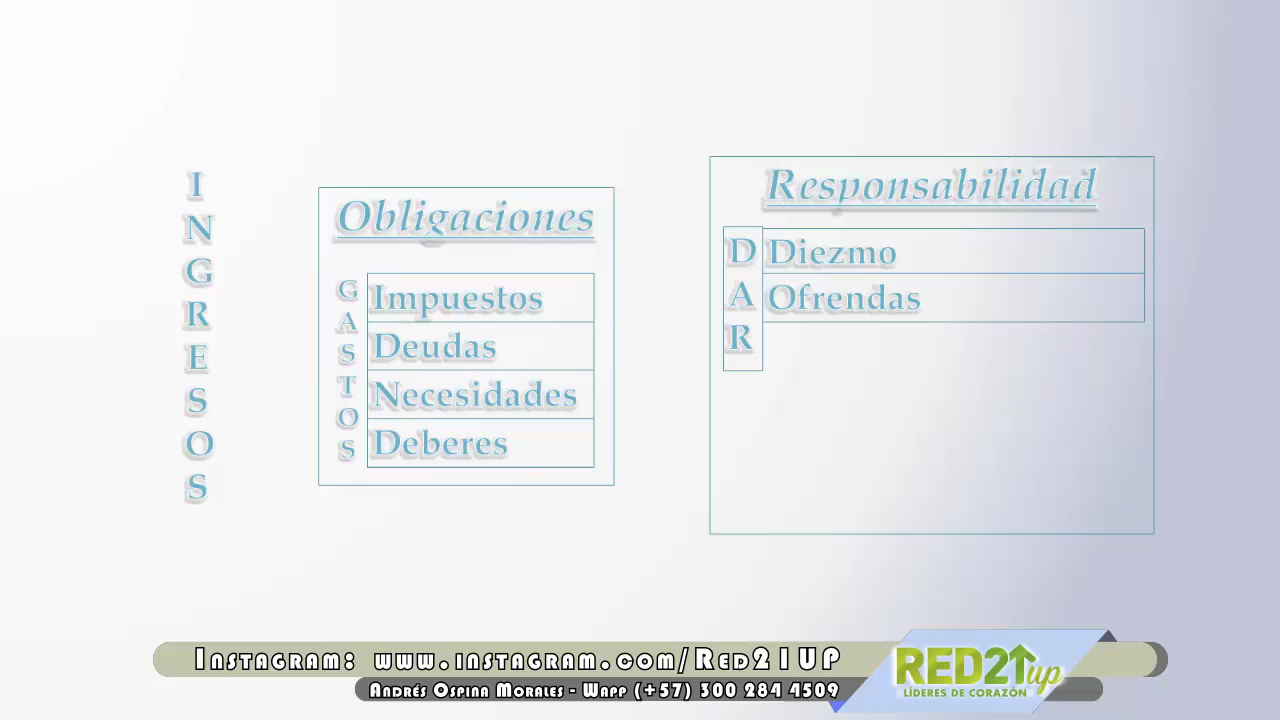 INGRESOS
Obligaciones
GASTOS
Impuestos
Deudas
Necesidades
Deberes
Responsabilidad
DAR
Diezmo
Ofrendas
Instagram: www.instagram.com/Red21UP
Andrés Ospina Morales - Wapp (+57) 300 284 4509
RED21up
LÍDERES DE CORAZÓN